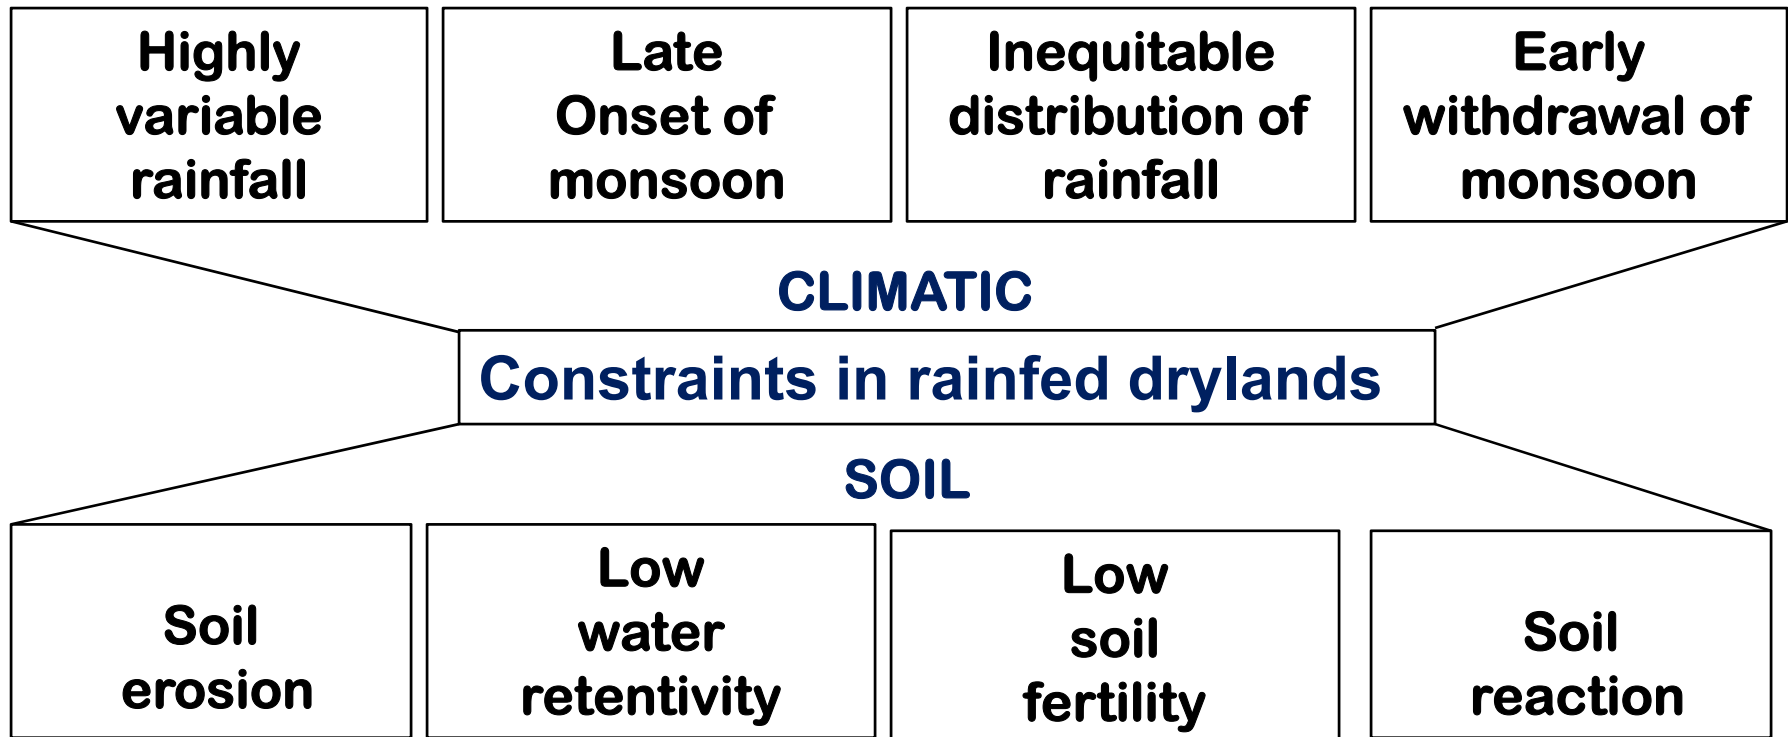 Highly
variable
rainfall
Late
Onset of
monsoon
Inequitable
distribution of
rainfall
Early
withdrawal of
monsoon
CLIMATIC
Constraints in rainfed drylands
SOIL
Soil
erosion
Low
water
retentivity
Low
soil
fertility
Soil
reaction